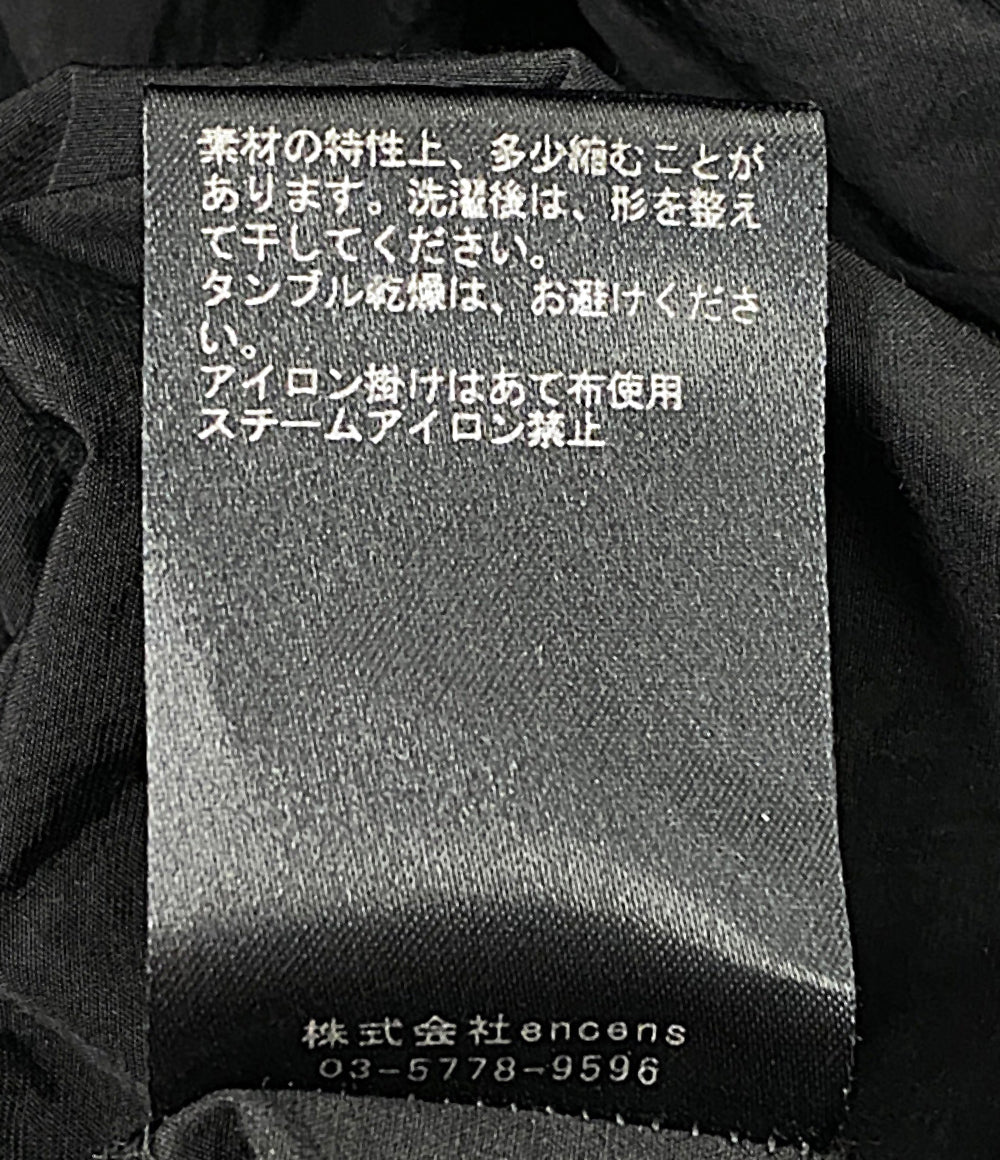 素材の特性上、多少縮むことが
あります。洗濯後は、形を整え
て干してください。
タンブル乾燥は、お避けくださ
い。
アイロン掛けはあて布使用
スチームアイロン禁止
株式会社encens
03-5778-9596